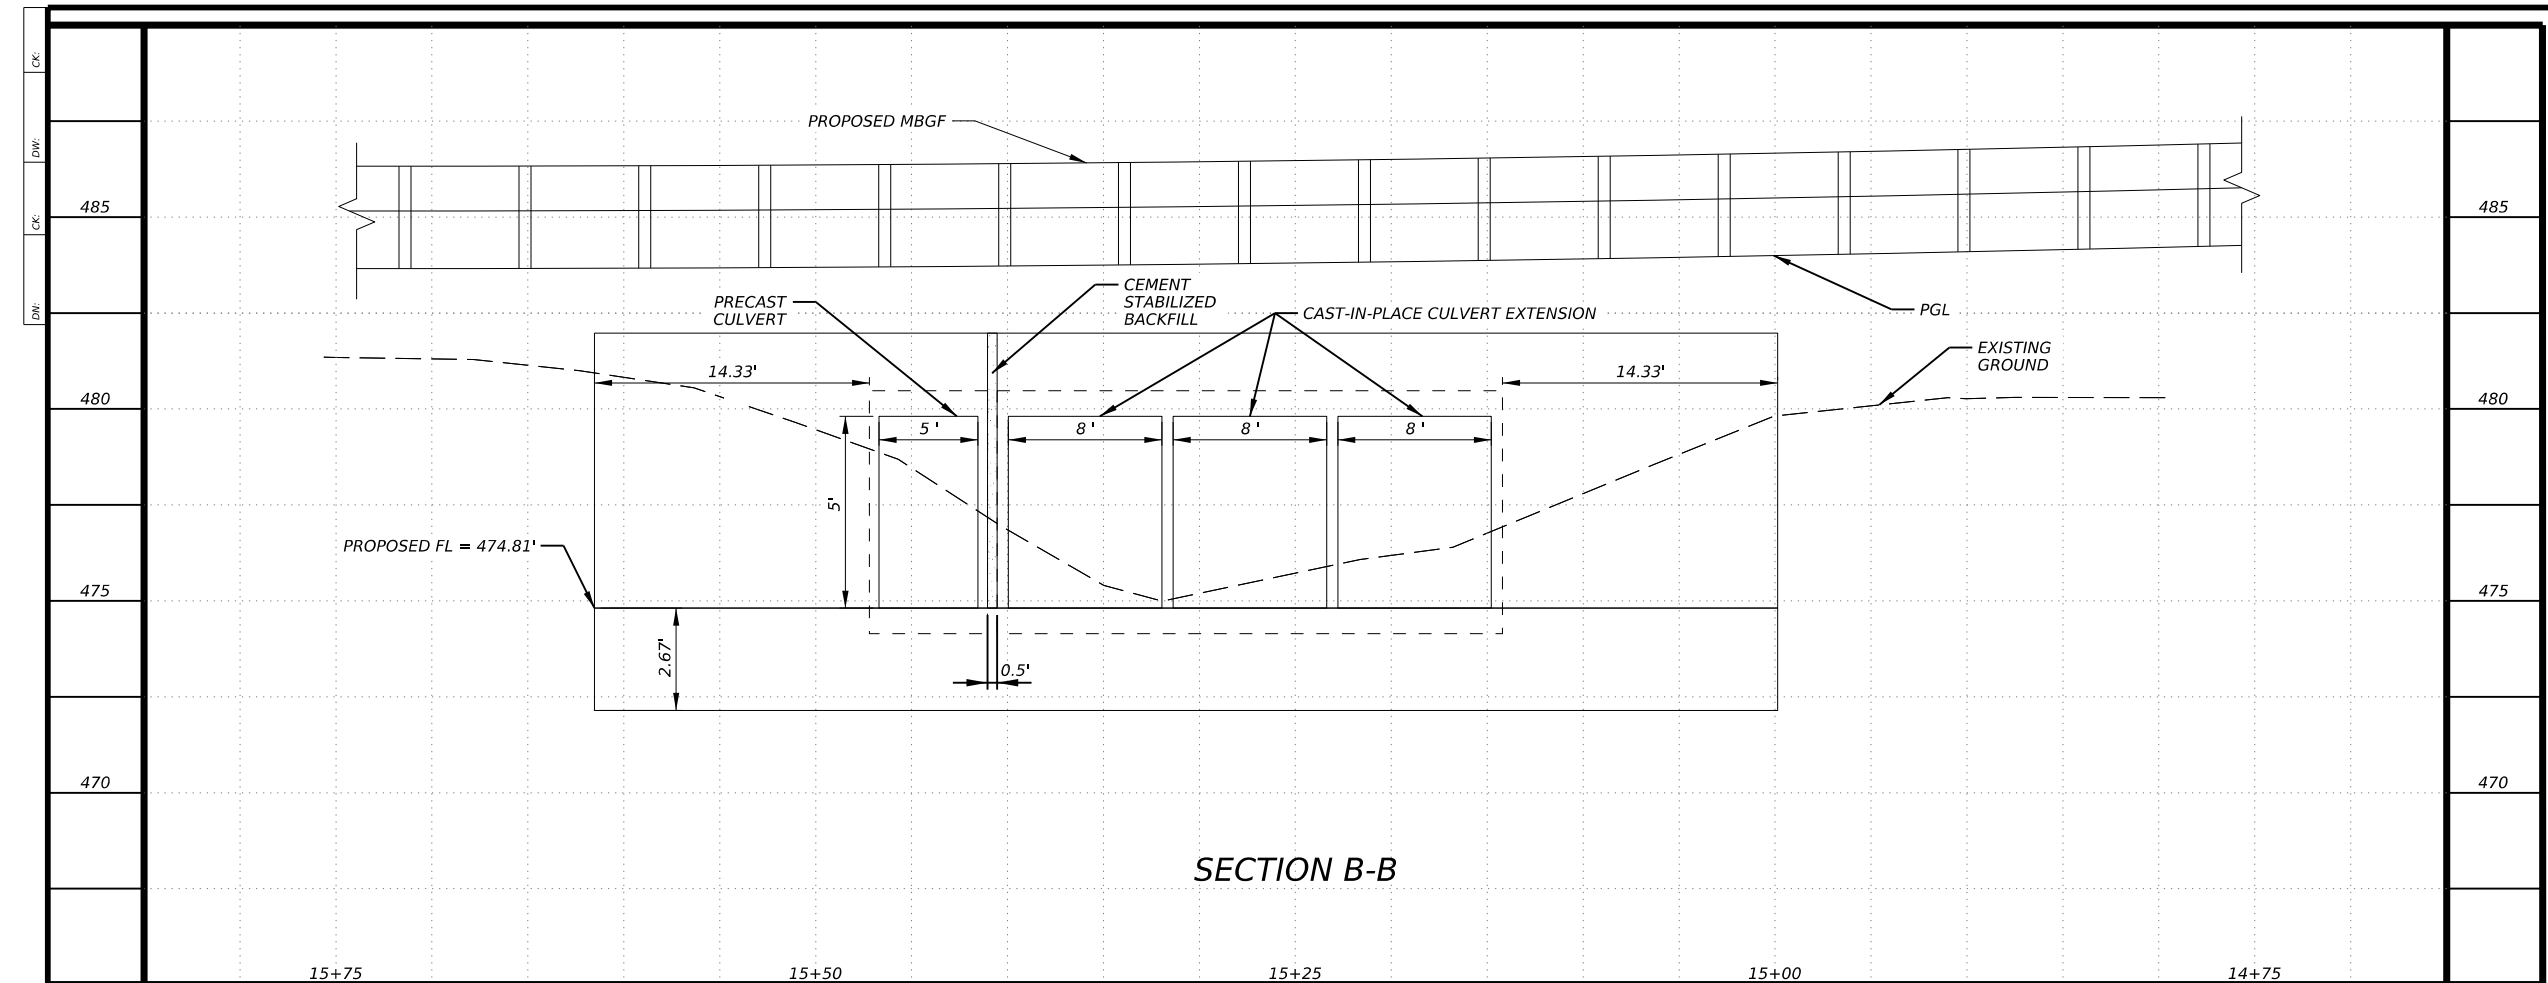 CK:
DW:
CK:
DN:
PROPOSED MBGF
485
485
PRECAST
CULVERT
CEMENT
STABILIZED
BACKFILL
CAST-IN-PLACE CULVERT EXTENSION
PGL
EXISTING
GROUND
14.33'
14.33'
480
480
5 '
8 '
8 '
8 '
5'
PROPOSED FL = 474.81'
475
475
2.67'
0.5'
470
470
SECTION B-B
15+75
15+50
15+25
15+00
14+75